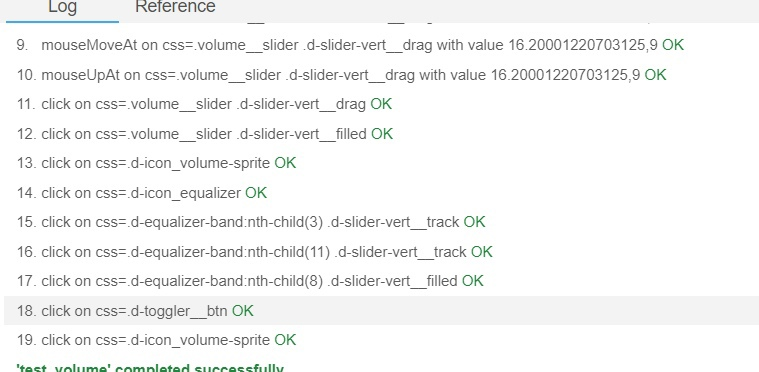 Log Reference
9. mouseMoveAt on css=.volume__slider .d-slider-vert__drag with value 16.20001220703125,9 OK
10. mouseUpAt on css=.volume__slider .d-slider-vert__drag with value 16.20001220703125,9 OK
11. click on css=.volume__slider .d-slider-vert__drag OK
12. click on css=.volume__slider .d-slider-vert__filled OK
13. click on css=.d-icon_volume-sprite OK
14. click on css=.d-icon_equalizer OK
15. click on css=.d-equalizer-band:nth-child(3) .d-slider-vert__track OK
16. click on css=.d-equalizer-band:nth-child(11) .d-slider-vert__track OK
17. click on css=.d-equalizer-band:nth-child(8) .d-slider-vert__filled OK
18. click on css=.d-toggler__btn OK
19. click on css=.d-icon_volume-sprite OK
'test_volume' completed successfully